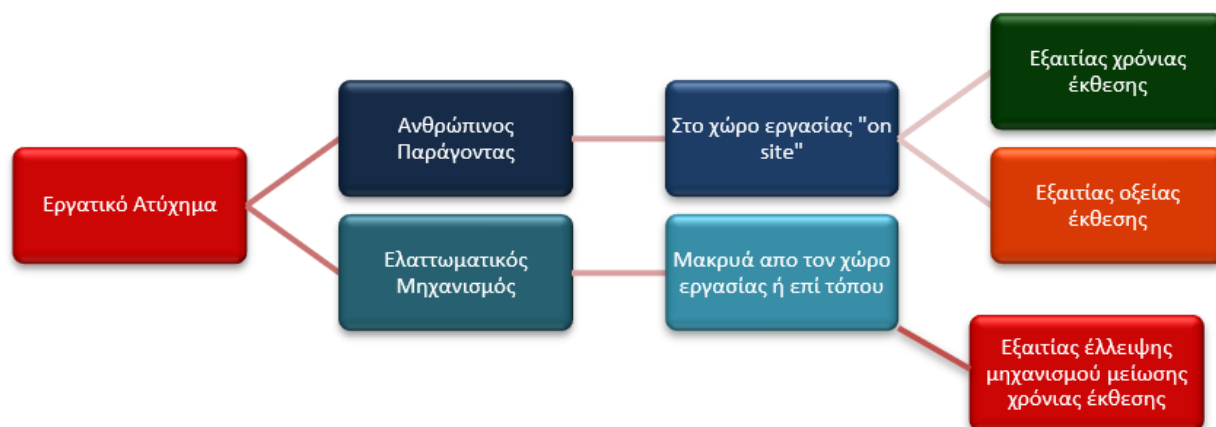 Εργατικό Ατύχημα
Ανθρώπινος
Παράγοντας
Στο χώρο εργασίας "on
site"
Εξαιτίας χρόνιας
έκθεσης
Εξαιτίας οξείας
έκθεσης
Ελαττωματικός
Μηχανισμός
Μακρυά απο τον χώρο
εργασίας ή επί τόπου
Εξαιτίας έλλειψης
μηχανισμού μείωσης
χρόνιας έκθεσης